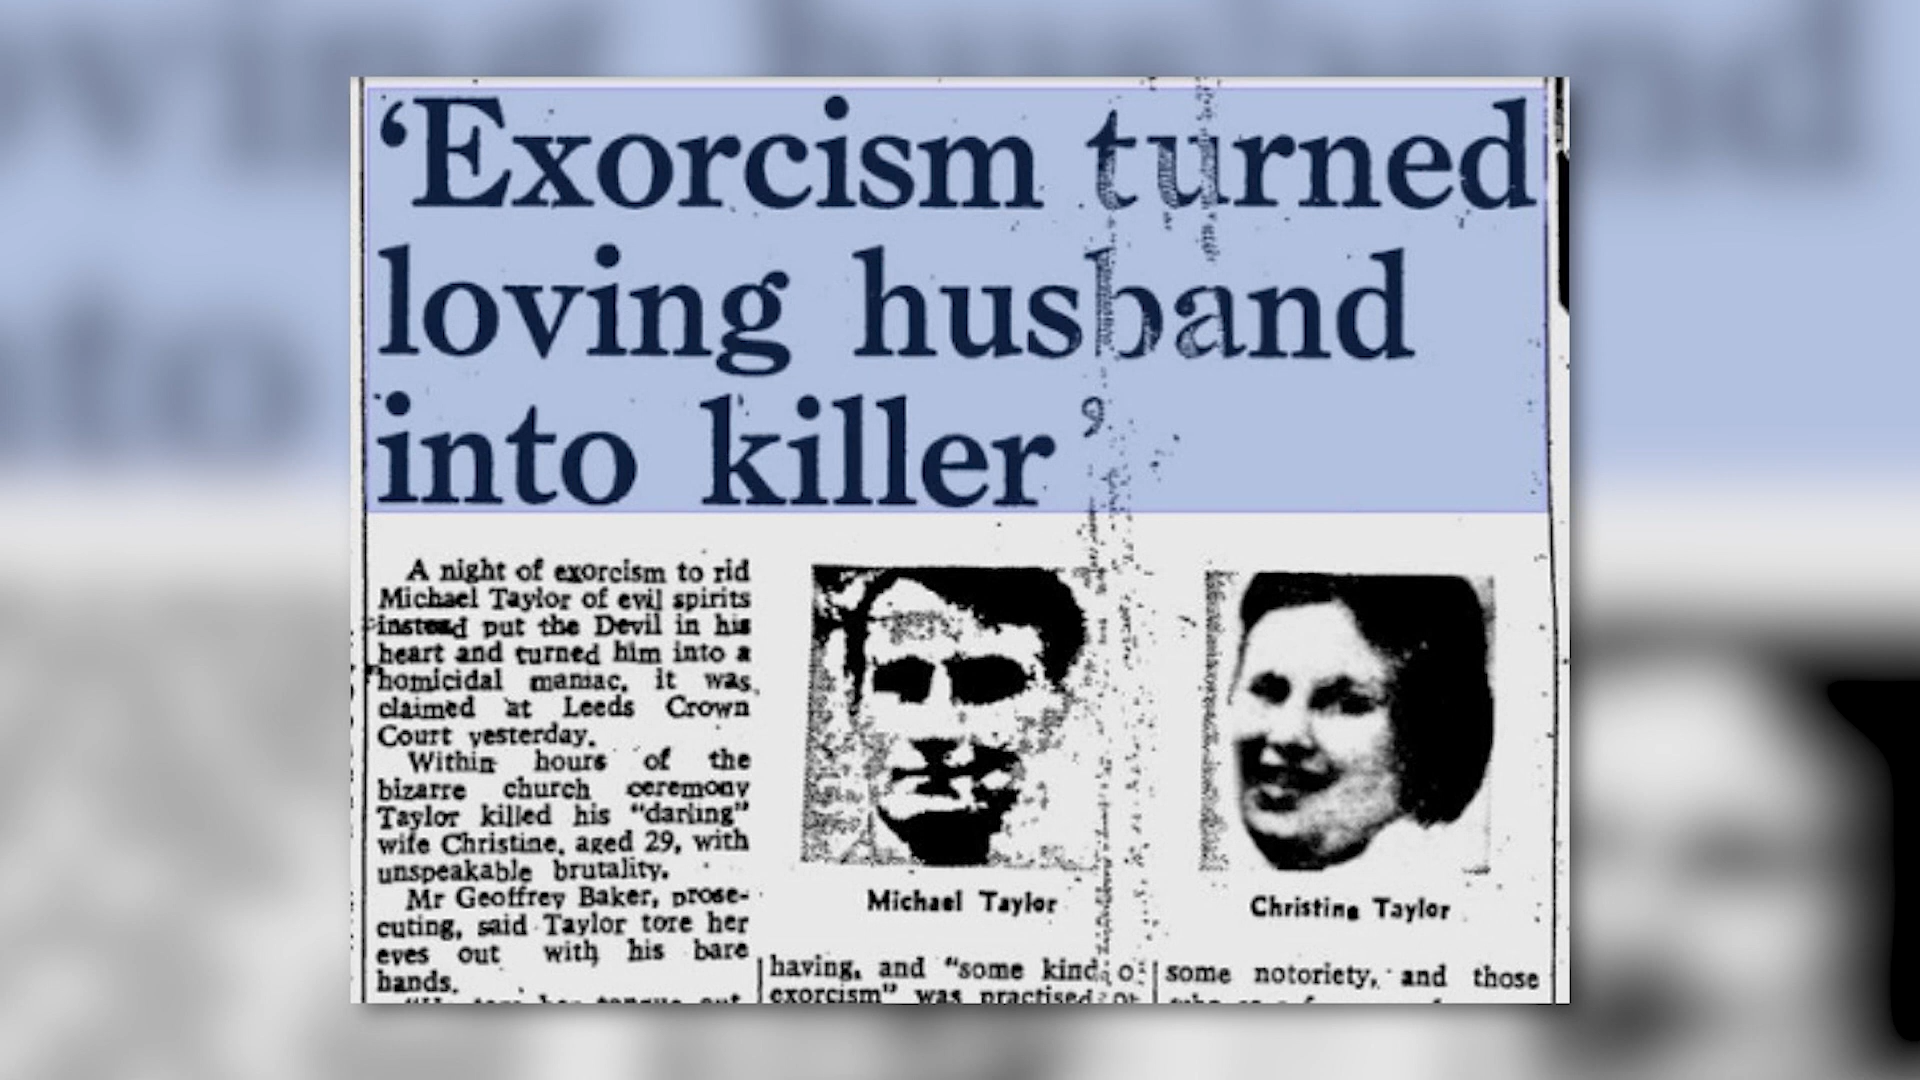 ‘Exorcism turned
loving husband
into killer’
A night of exorcism to rid
Michael Taylor of evil spirits
instead put the Devil in his
heart and turned him into a
homicidal maniac, it was
claimed at Leeds Crown
Court yesterday.
Within hours of the
bizarre church ceremony
Taylor killed his "darling"
wife Christine, aged 29, with
unspeakable brutality.
Mr Geoffrey Baker, prose-
cuting, said Taylor tore her
eyes out with his bare
hands.
Michael Taylor
having, and "some kind
exorcism" was practised
Christine Taylor
some notoriety, and those